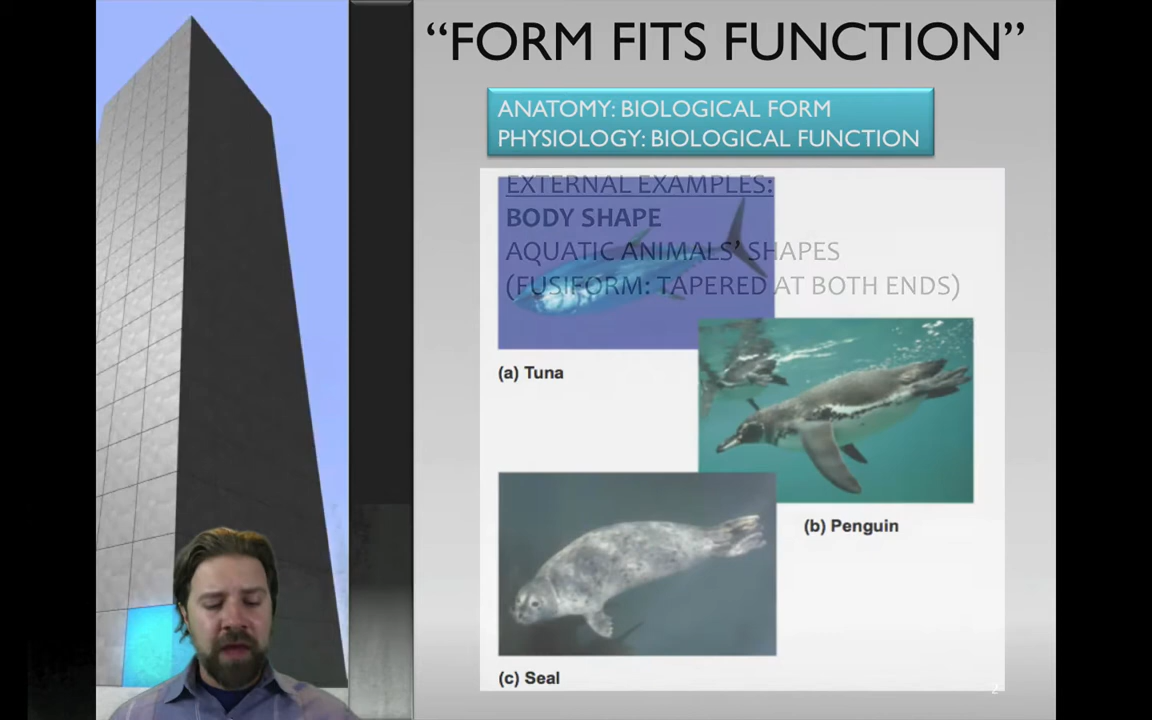 “FORM FITS FUNCTION”
ANATOMY: BIOLOGICAL FORM
PHYSIOLOGY: BIOLOGICAL FUNCTION
EXTERNAL EXAMPLES:
BODY SHAPE
AQUATIC ANIMALS’ SHAPES
(FUSIFORM: TAPERED AT BOTH ENDS)
(a) Tuna
(b) Penguin
(c) Seal
2